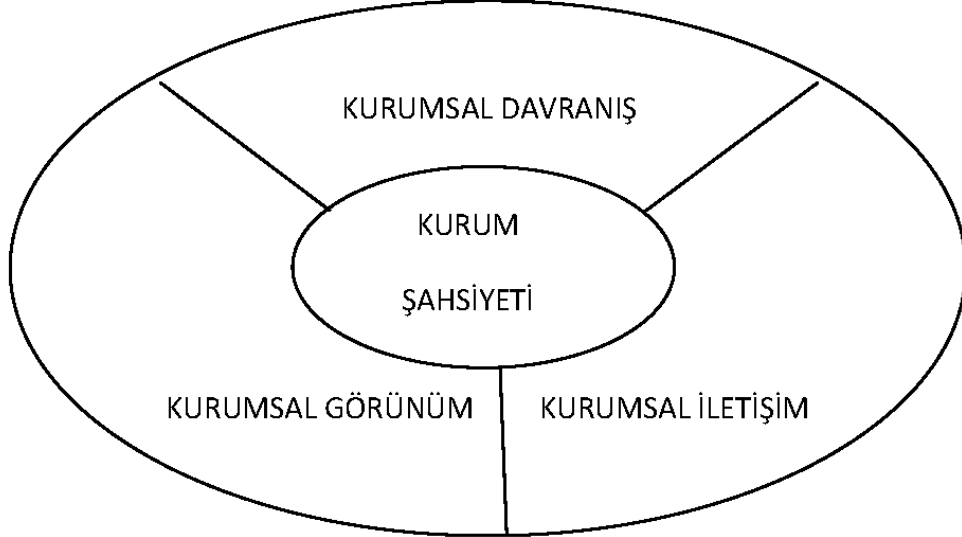 KURUMSAL DAVRANIŞ
KURUM
ŞAHSİYETİ
KURUMSAL GÖRÜNÜM
KURUMSAL İLETİŞİM